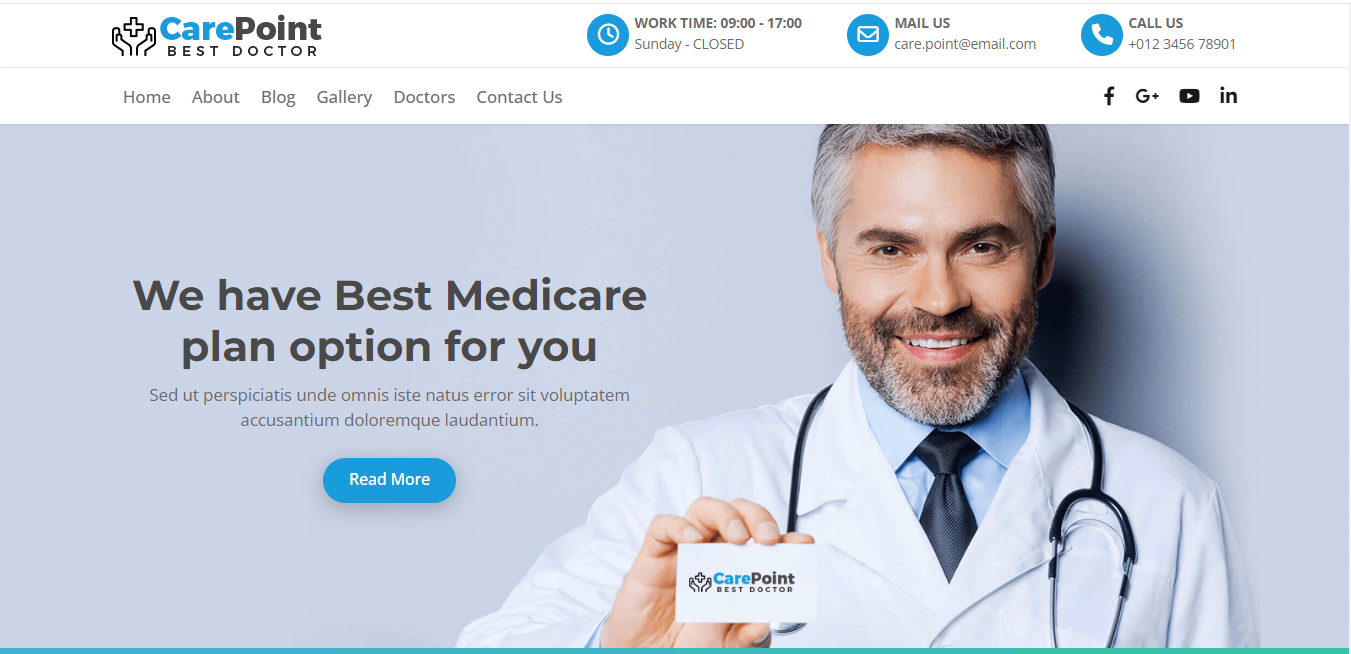 CarePoint
BEST DOCTOR
WORK TIME: 09:00 - 17:00
Sunday - CLOSED
MAIL US
care.point@email.com
CALL US
+012 3456 78901
Home About Blog Gallery Doctors Contact Us
f G+ in
We have Best Medicare
plan option for you
Sed ut perspiciatis unde omnis iste natus error sit voluptatem
accusantium doloremque laudantium.
Read More
CarePoint
BEST DOCTOR